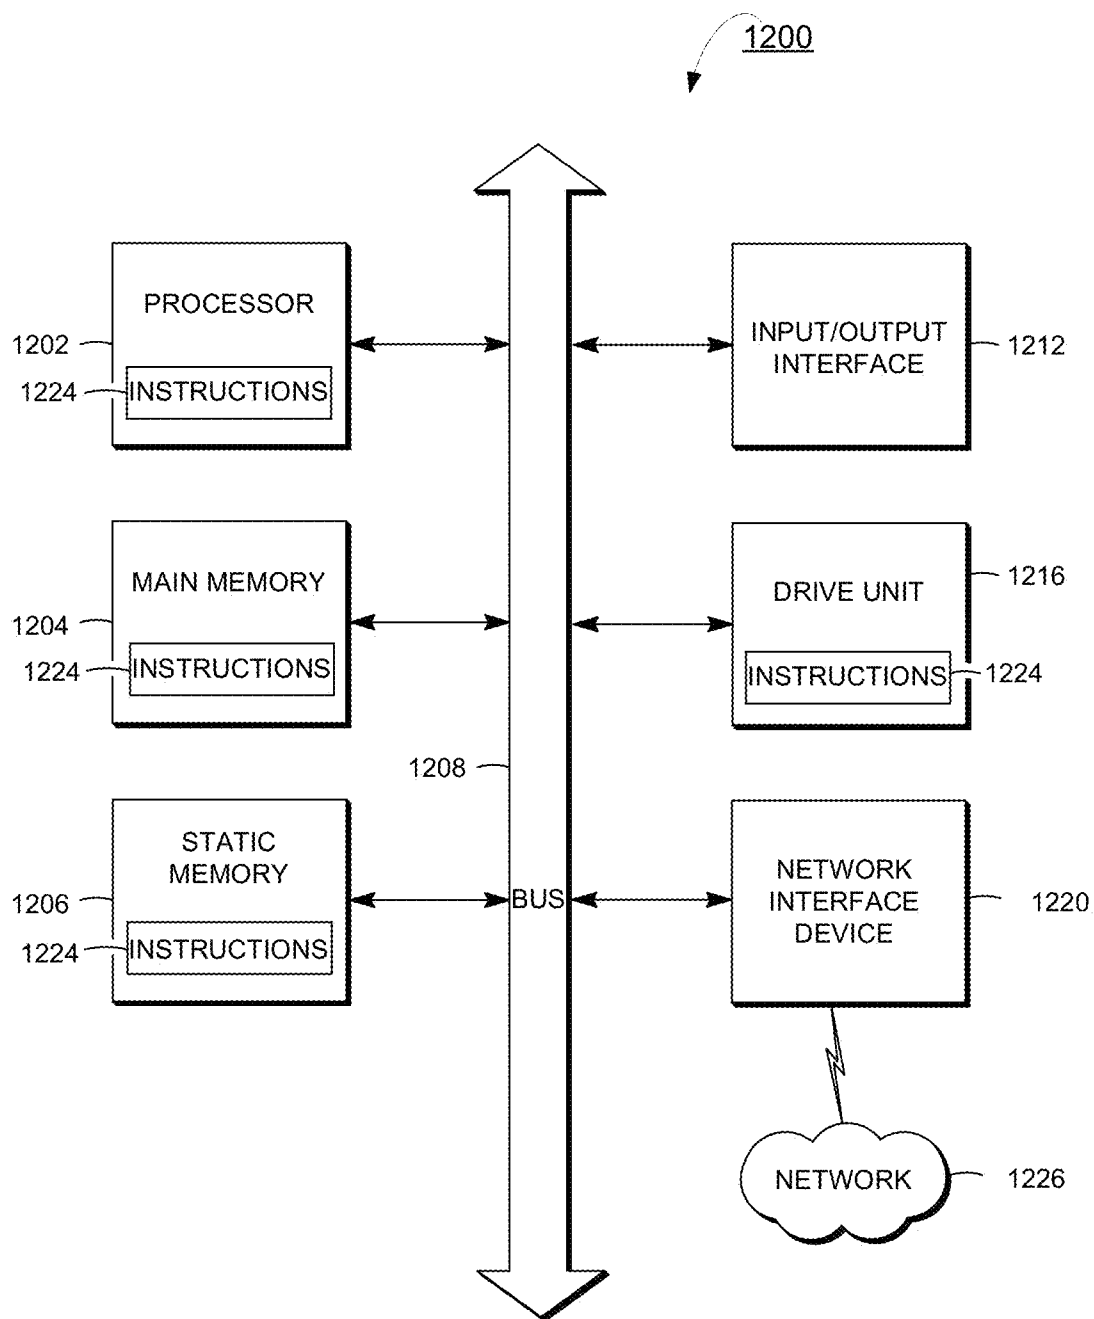 1200
PROCESSOR
1202
1224
INSTRUCTIONS
INPUT/OUTPUT
INTERFACE
1212
MAIN MEMORY
1204
1224
INSTRUCTIONS
DRIVE UNIT
1216
INSTRUCTIONS
1224
1208
BUS
STATIC
MEMORY
1206
1224
INSTRUCTIONS
NETWORK
INTERFACE
DEVICE
1220
NETWORK
1226